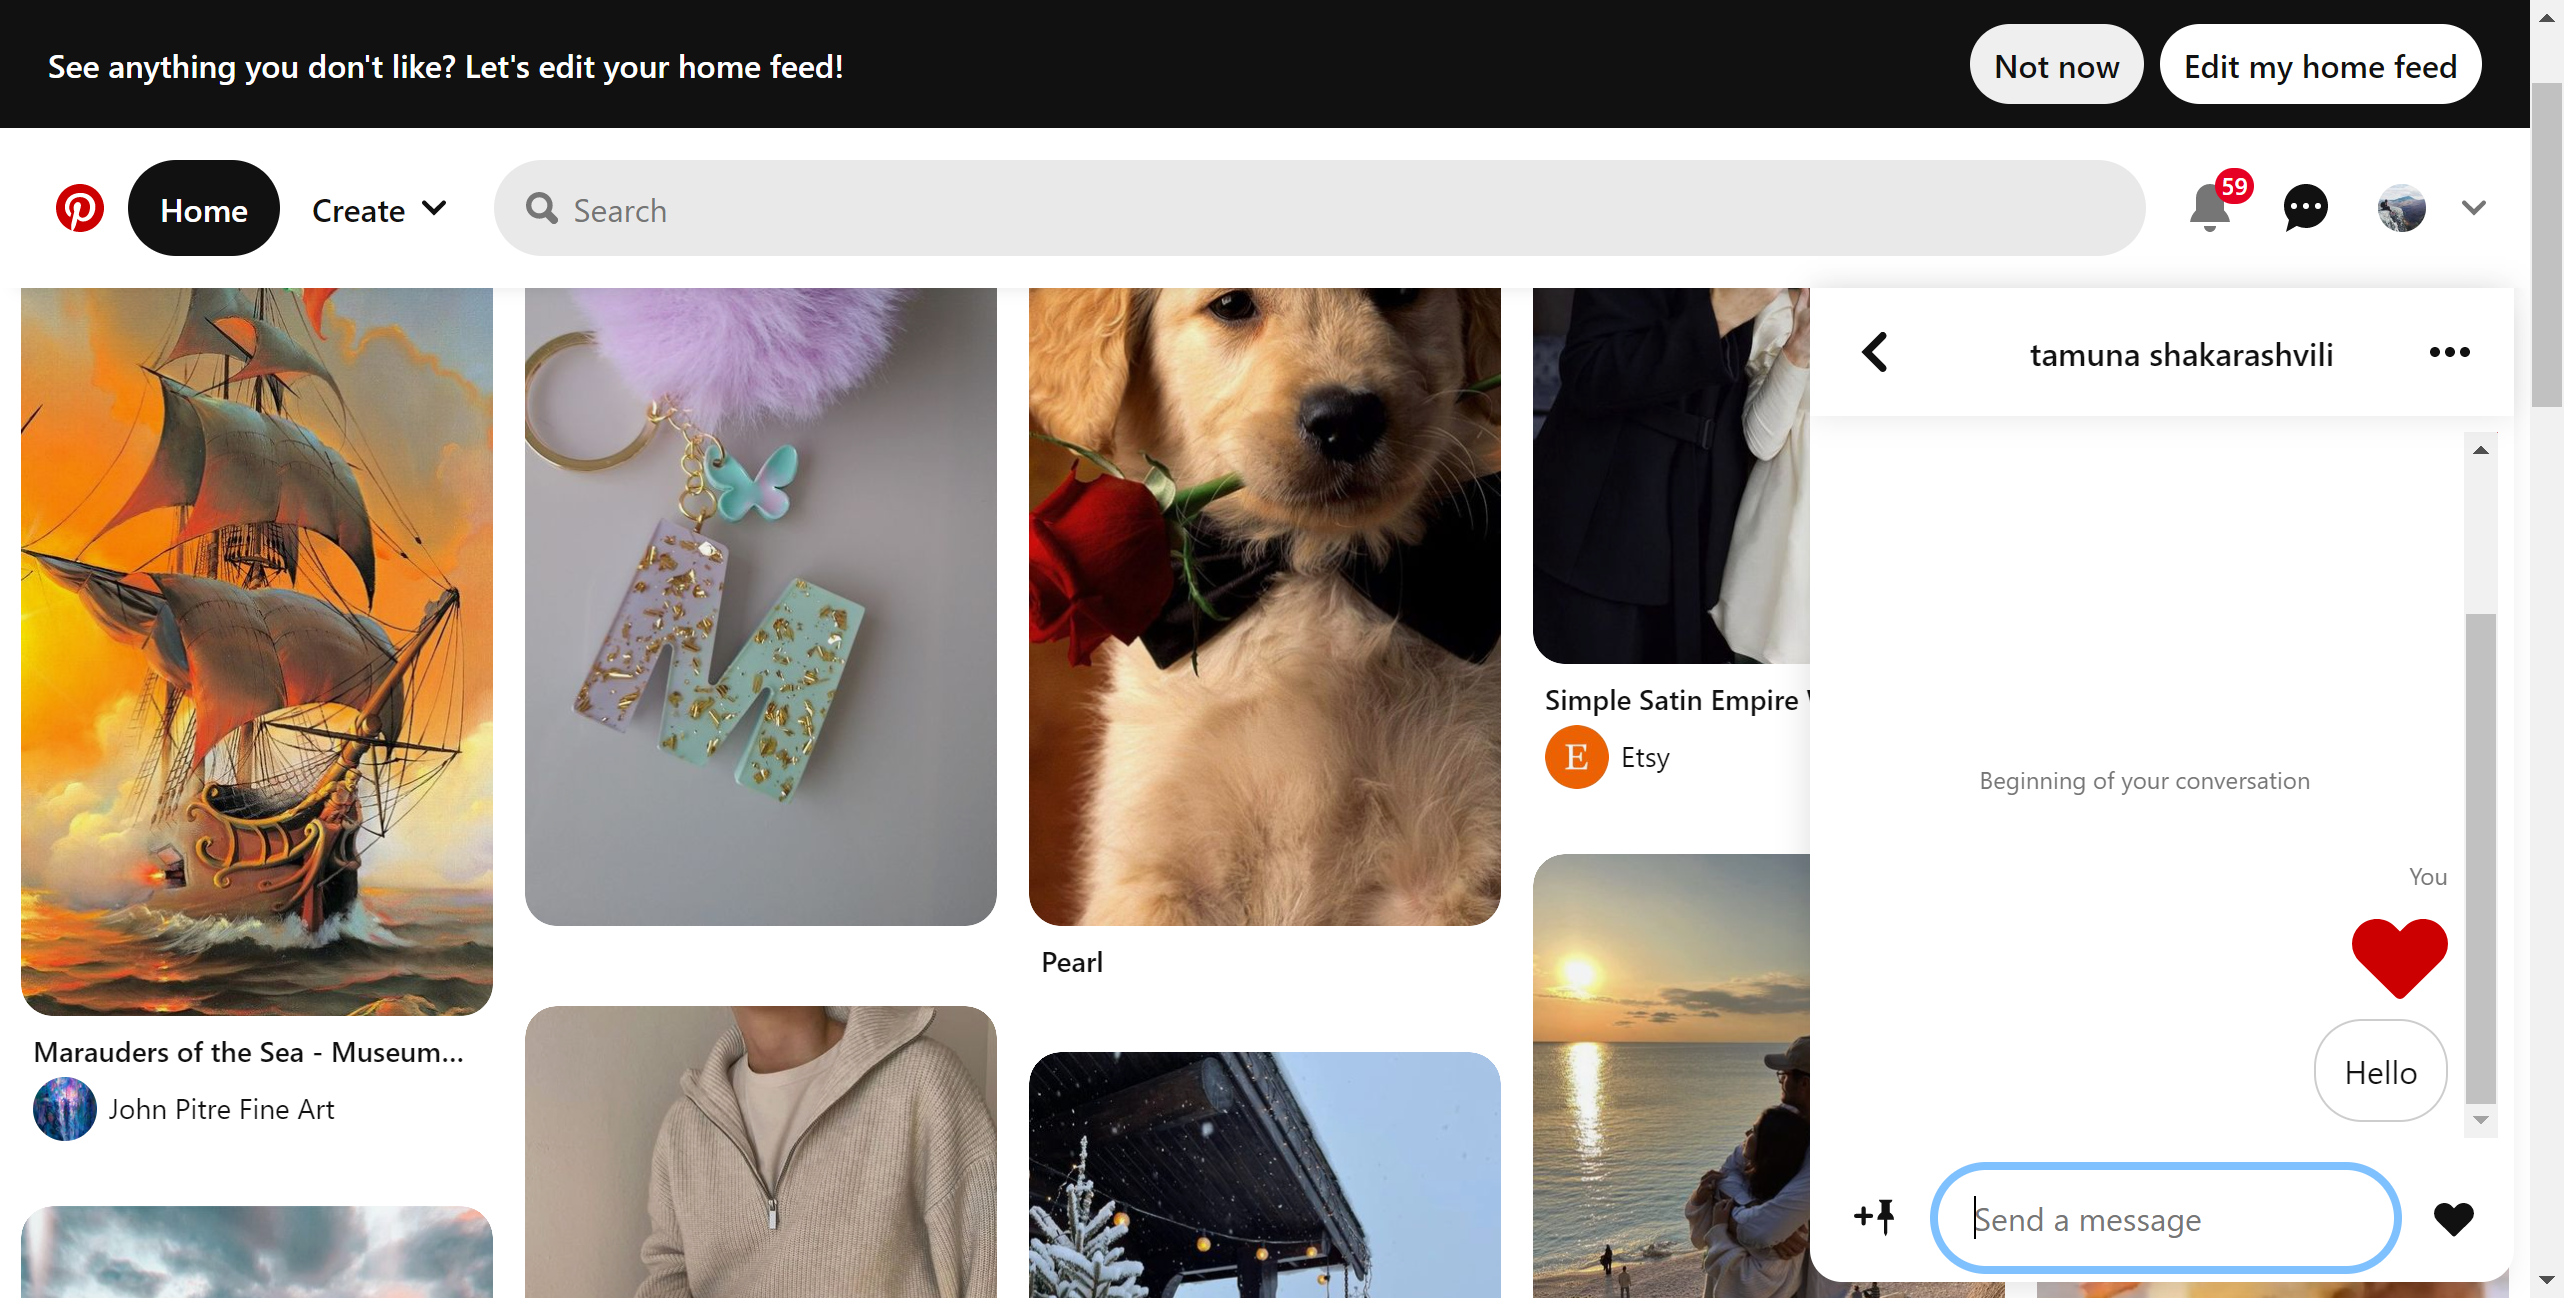 See anything you don't like? Let's edit your home feed!
Not now
Edit my home feed
Home
Create
Search
59
tamuna shakarashvili
Beginning of your conversation
You
Hello
Send a message
Simple Satin Empire
E
Etsy
Pearl
Marauders of the Sea - Museum...
John Pitre Fine Art
M